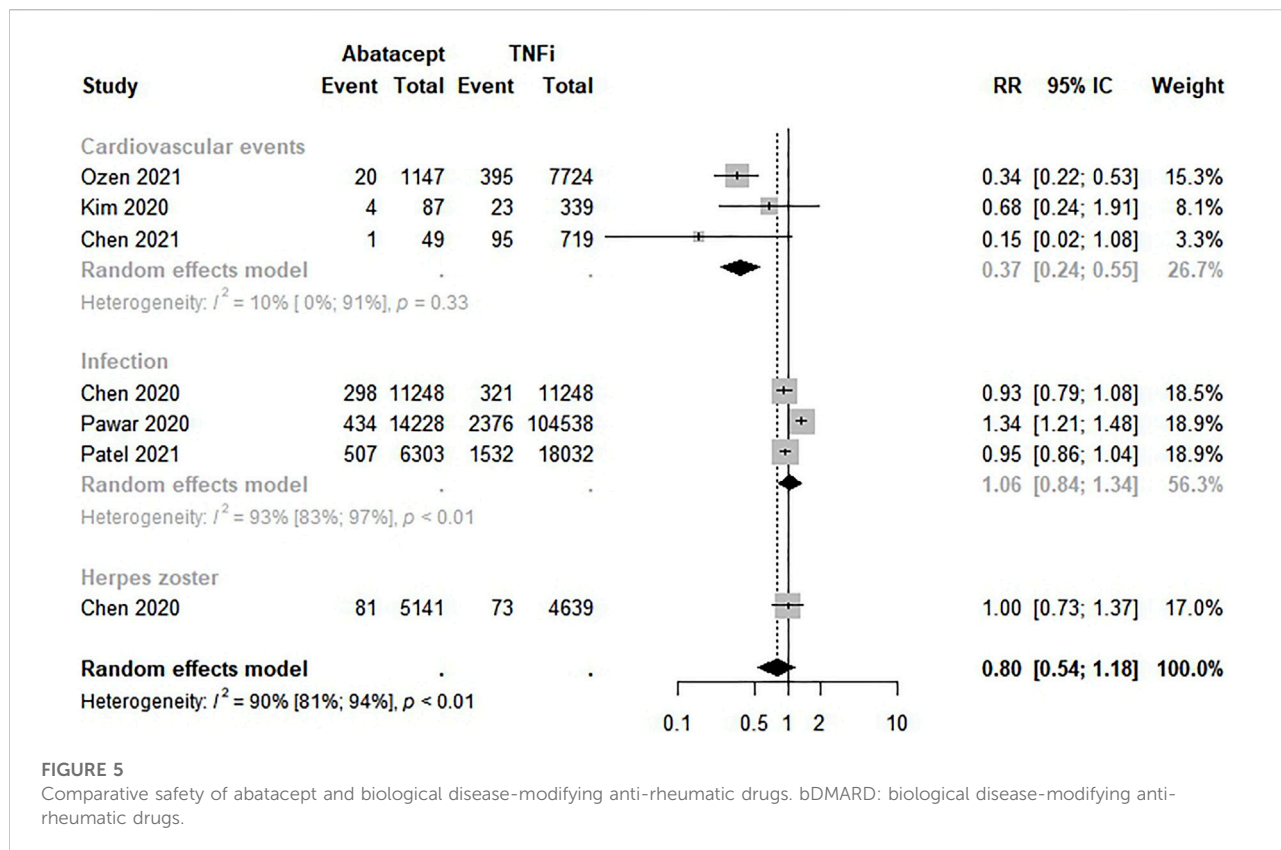 Abatacept TNFi
Study Event Total Event Total RR 95% IC Weight
Cardiovascular events
Ozen 2021 20 1147 395 7724 0.34 [0.22; 0.53] 15.3%
Kim 2020 4 87 23 339 0.68 [0.24; 1.91] 8.1%
Chen 2021 1 49 95 719 0.15 [0.02; 1.08] 3.3%
Random effects model . . 0.37 [0.24; 0.55] 26.7%
Heterogeneity: I² = 10% [ 0%; 91%], p = 0.33
Infection
Chen 2020 298 11248 321 11248 0.93 [0.79; 1.08] 18.5%
Pawar 2020 434 14228 2376 104538 1.34 [1.21; 1.48] 18.9%
Patel 2021 507 6303 1532 18032 0.95 [0.86; 1.04] 18.9%
Random effects model . . 1.06 [0.84; 1.34] 56.3%
Heterogeneity: I² = 93% [83%; 97%], p < 0.01
Herpes zoster
Chen 2020 81 5141 73 4639 1.00 [0.73; 1.37] 17.0%
Random effects model . . 0.80 [0.54; 1.18] 100.0%
Heterogeneity: I² = 90% [81%; 94%], p < 0.01
0.1 0.5 1 2 10
FIGURE 5
Comparative safety of abatacept and biological disease-modifying anti-rheumatic drugs. bDMARD: biological disease-modifying anti-
rheumatic drugs.